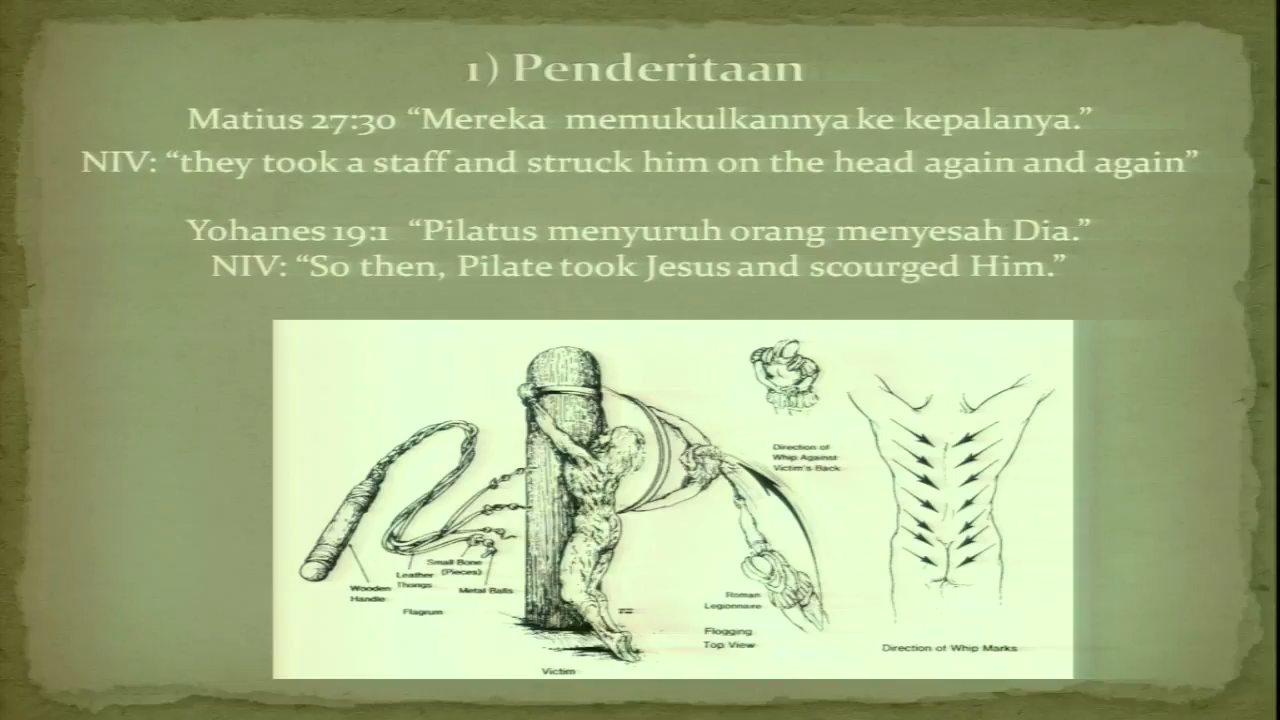 1) Penderitaan
Matius 27:30 “Mereka memukulkannya ke kepalanya.”
NIV: “they took a staff and struck him on the head again and again”
Yohanes 19:1 “Pilatus menyuruh orang menyesah Dia.”
NIV: “So then, Pilate took Jesus and scourged Him.”
Direction of
Whip Against
Victim's Back
Small Bone
(Pieces)
Leather
Thongs
Wooden
Handle
Metal Balls
Flagrum
Roman
Legionnaire
Flogging
Top View
Direction of Whip Marks
Victim